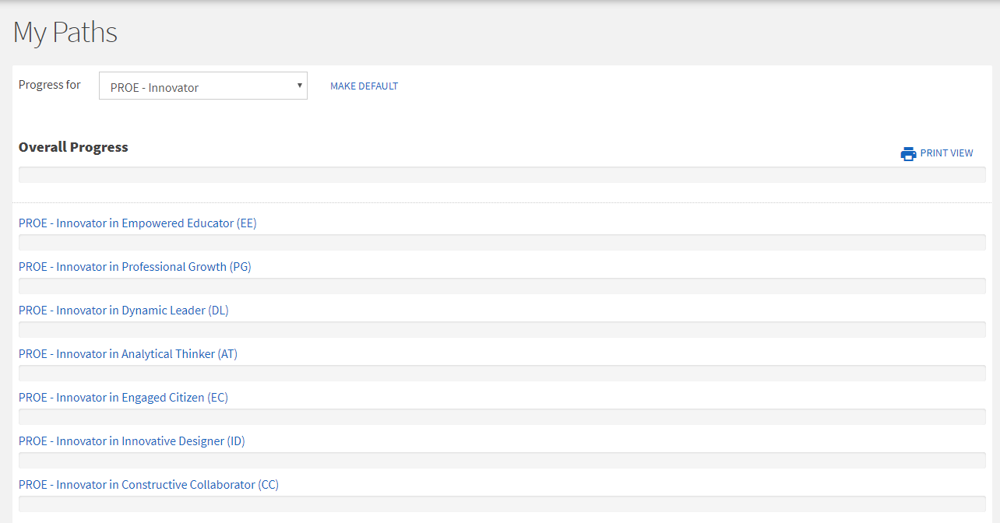 My Paths
Progress for
PROE - Innovator
MAKE DEFAULT
Overall Progress
PRINT VIEW
PROE - Innovator in Empowered Educator (EE)
PROE - Innovator in Professional Growth (PG)
PROE - Innovator in Dynamic Leader (DL)
PROE - Innovator in Analytical Thinker (AT)
PROE - Innovator in Engaged Citizen (EC)
PROE - Innovator in Innovative Designer (ID)
PROE - Innovator in Constructive Collaborator (CC)